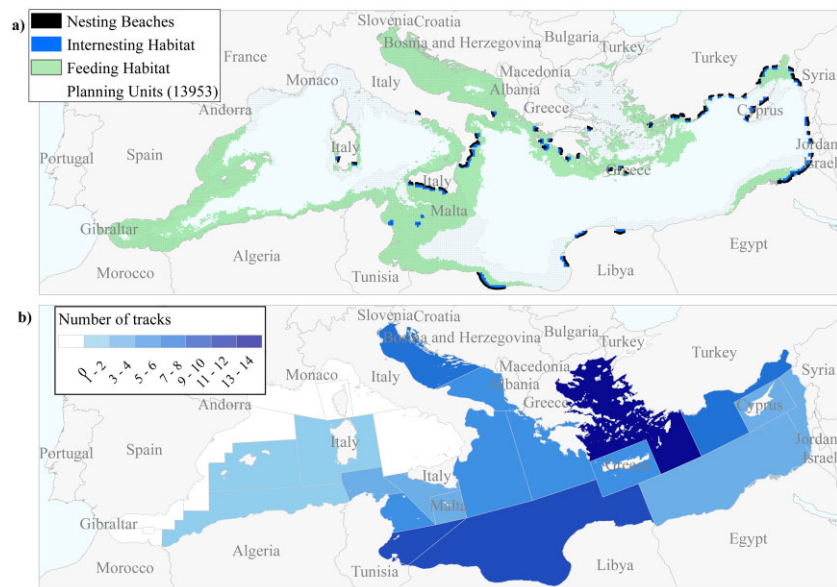 a)
Nesting Beaches
Internesting Habitat
Feeding Habitat
Planning Units (13953)
Slovenia Croatia
Bosnia and Herzegovina
Bulgaria
Turkey
France
Monaco
Italy
Macedonia
Albania
Greece
Turkey
Syria
Andorra
Cyprus
Portugal
Spain
Italy
Italy
Greece
Jordan
Israel
Malta
Gibraltar
Morocco
Algeria
Tunisia
Libya
Egypt
b)
Number of tracks
0
1 - 2
3 - 4
5 - 6
7 - 8
9 - 10
11 - 12
13 - 14
Slovenia Croatia
Bosnia and Herzegovina
Bulgaria
Turkey
Monaco
Italy
Macedonia
Albania
Greece
Turkey
Syria
Andorra
Cyprus
Portugal
Spain
Italy
Italy
Greece
Jordan
Israel
Malta
Gibraltar
Morocco
Algeria
Tunisia
Libya
Egypt